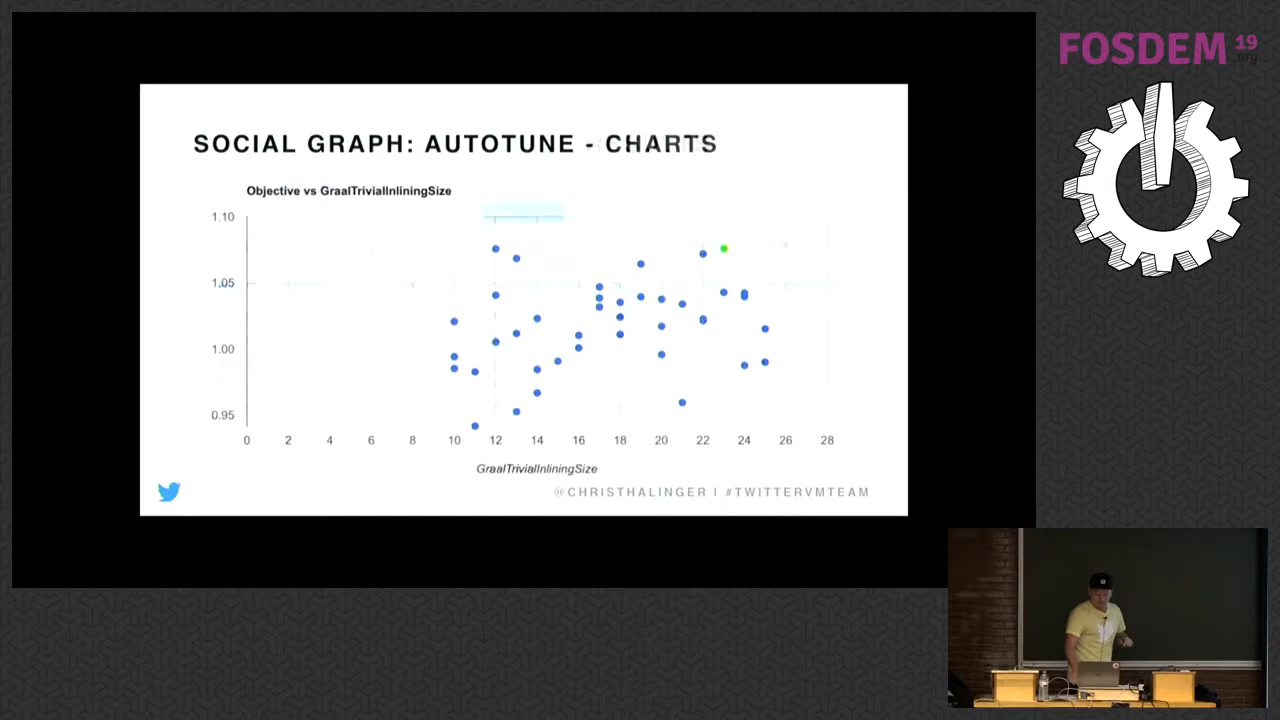 FOSDEM 19
.org
SOCIAL GRAPH: AUTOTUNE - CHARTS
Objective vs GraalTrivialInliningSize
1.10
1.05
1.00
0.95
0 2 4 6 8 10 12 14 16 18 20 22 24 26 28
GraalTrivialInliningSize
@CHRISTHALINGER | #TWITTERVMTEAM